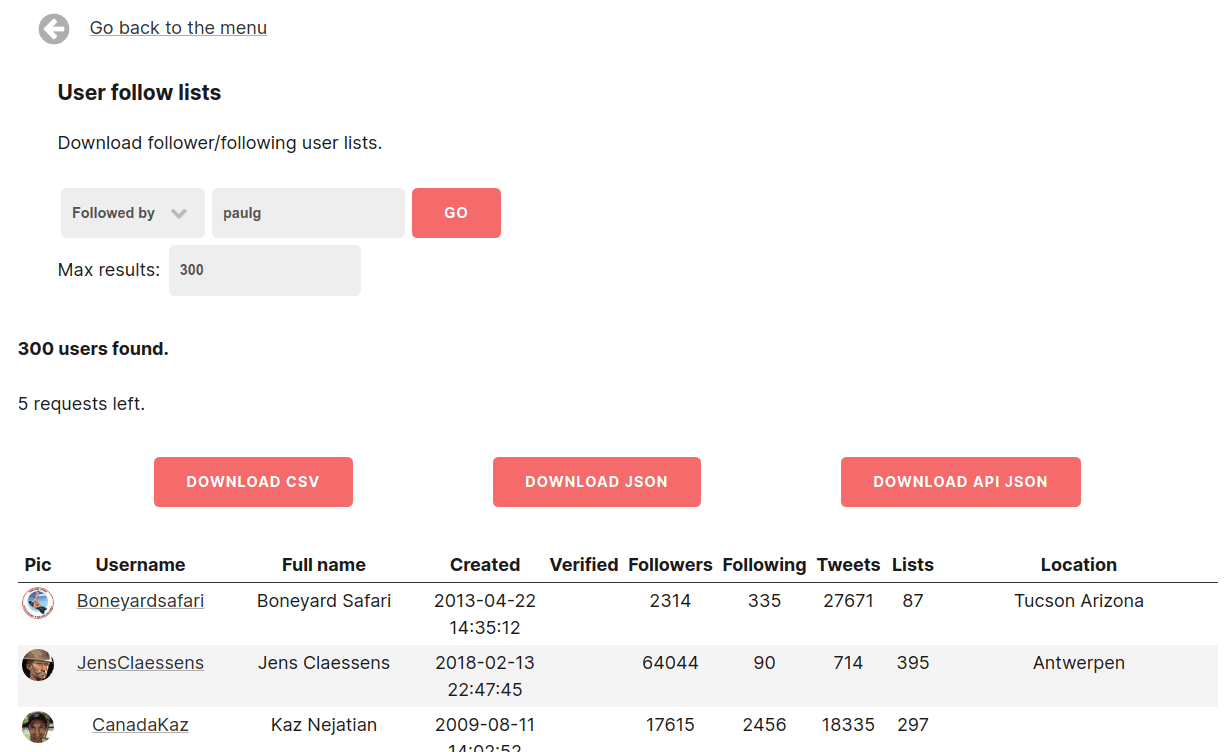 Go back to the menu
User follow lists
Download follower/following user lists.
Followed by paulg GO
Max results: 300
300 users found.
5 requests left.
DOWNLOAD CSV DOWNLOAD JSON DOWNLOAD API JSON
Pic Username Full name Created Verified Followers Following Tweets Lists Location
Boneyardsafari Boneyard Safari 2013-04-22 2314 335 27671 87 Tucson Arizona
14:35:12
JensClaessens Jens Claessens 2018-02-13 64044 90 714 395 Antwerpen
22:47:45
CanadaKaz Kaz Nejatian 2009-08-11 17615 2456 18335 297
14:02:52